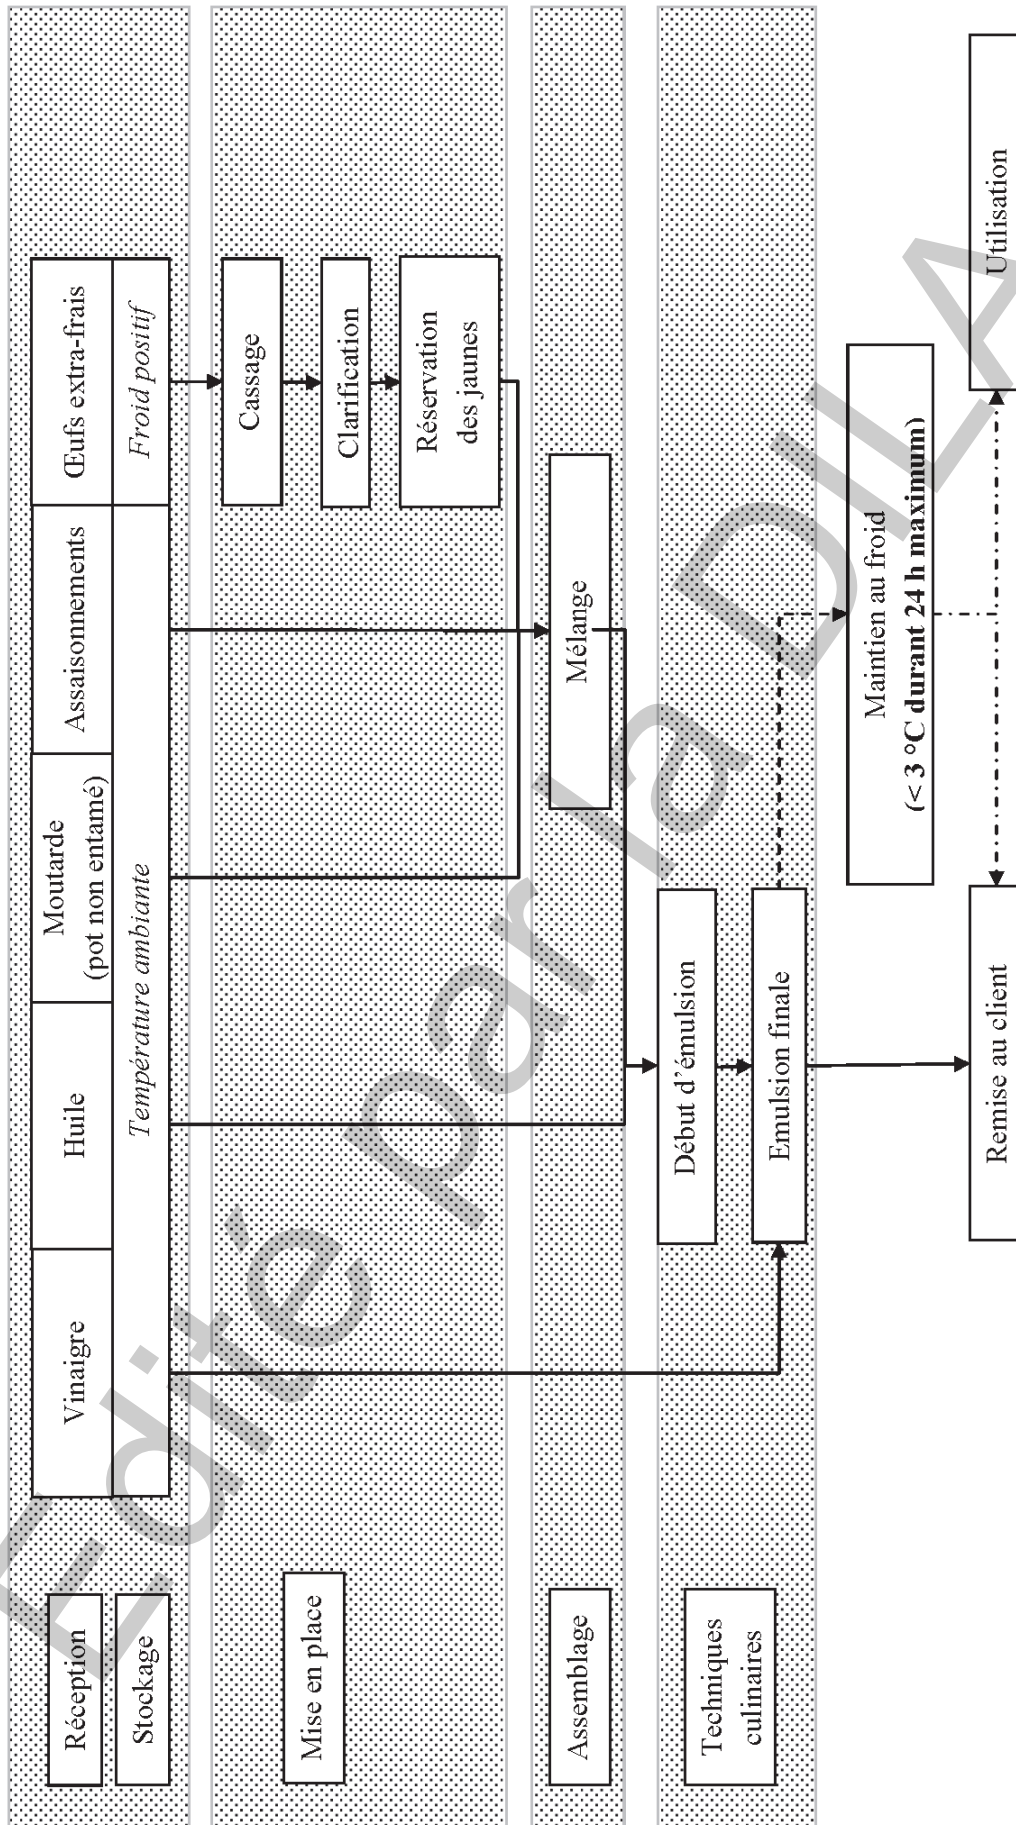 Réception
Vinaigre
Huile
Moutarde
(pot non entamé)
Assaisonnements
Œufs extra-frais
Stockage
Température ambiante
Froid positif
Mise en place
Cassage
Clarification
Réservation
des jaunes
Assemblage
Mélange
Techniques
culinaires
Début d'émulsion
Emulsion finale
Maintien au froid
(< 3 °C durant 24 h maximum)
Remise au client
Utilisation
Edité par la DILA